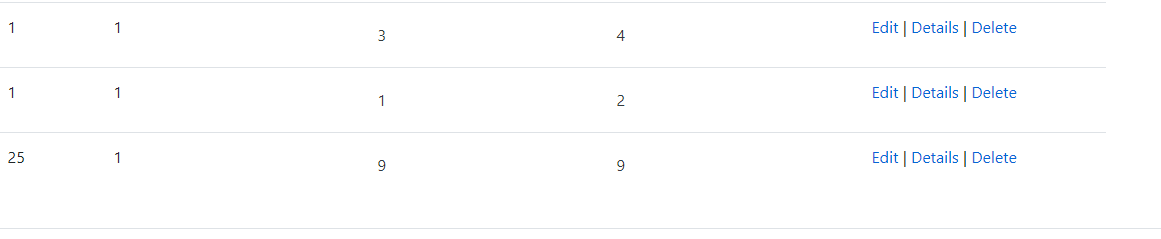 1 1 3 4 Edit | Details | Delete
1 1 1 2 Edit | Details | Delete
25 1 9 9 Edit | Details | Delete